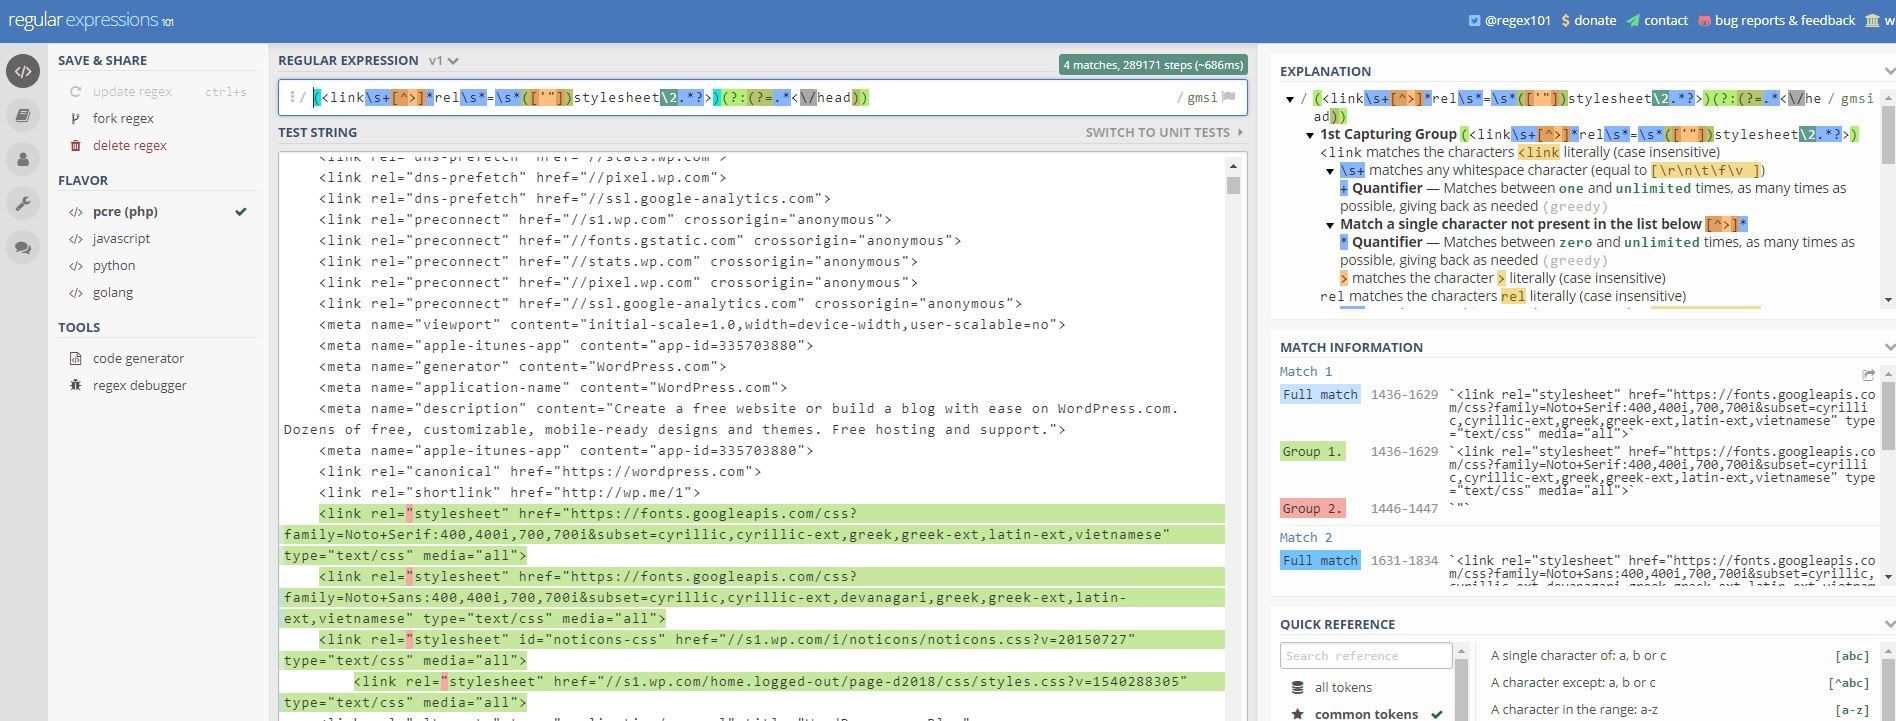 regular expressions 101
@regex101 $ donate contact bug reports & feedback w
SAVE & SHARE
update regex ctrl+s
fork regex
delete regex
FLAVOR
</> pcre (php)
</> javascript
</> python
</> golang
TOOLS
code generator
regex debugger
REGULAR EXPRESSION v1
4 matches, 289171 steps (~686ms)
/ (<link\s+[^>]*rel\s*=\s*(['"])stylesheet\2.*?>)(?:(?=.*<\/head)) / gmsi
TEST STRING
SWITCH TO UNIT TESTS
<link rel="dns-prefetch" href="//stats.wp.com">
<link rel="dns-prefetch" href="//pixel.wp.com">
<link rel="dns-prefetch" href="//ssl.google-analytics.com">
<link rel="preconnect" href="//s1.wp.com" crossorigin="anonymous">
<link rel="preconnect" href="//fonts.gstatic.com" crossorigin="anonymous">
<link rel="preconnect" href="//stats.wp.com" crossorigin="anonymous">
<link rel="preconnect" href="//pixel.wp.com" crossorigin="anonymous">
<link rel="preconnect" href="//ssl.google-analytics.com" crossorigin="anonymous">
<meta name="viewport" content="initial-scale=1.0,width=device-width,user-scalable=no">
<meta name="apple-itunes-app" content="app-id=335703880">
<meta name="generator" content="WordPress.com">
<meta name="application-name" content="WordPress.com">
<meta name="description" content="Create a free website or build a blog with ease on WordPress.com.
Dozens of free, customizable, mobile-ready designs and themes. Free hosting and support.">
<meta name="apple-itunes-app" content="app-id=335703880">
<link rel="canonical" href="https://wordpress.com">
<link rel="shortlink" href="http://wp.me/1">
<link rel="stylesheet" href="https://fonts.googleapis.com/css?
family=Noto+Serif:400,400i,700,700i&subset=cyrillic,cyrillic-ext,greek,greek-ext,latin-ext,vietnamese"
type="text/css" media="all">
<link rel="stylesheet" href="https://fonts.googleapis.com/css?
family=Noto+Sans:400,400i,700,700i&subset=cyrillic,cyrillic-ext,devanagari,greek,greek-ext,latin-
ext,vietnamese" type="text/css" media="all">
<link rel="stylesheet" id="noticons-css" href="//s1.wp.com/i/noticons/noticons.css?v=20150727"
type="text/css" media="all">
<link rel="stylesheet" href="//s1.wp.com/home.logged-out/page-d2018/css/styles.css?v=1540288305"
type="text/css" media="all">
EXPLANATION
/ (<link\s+[^>]*rel\s*=\s*(['"])stylesheet\2.*?>)(?:(?=.*<\/he / gmsi
ad))
1st Capturing Group (<link\s+[^>]*rel\s*=\s*(['"])stylesheet\2.*?>)
<link matches the characters <link literally (case insensitive)
\s+ matches any whitespace character (equal to [\r\n\t\f\v ])
+ Quantifier — Matches between one and unlimited times, as many times as
possible, giving back as needed (greedy)
Match a single character not present in the list below [^>]*
* Quantifier — Matches between zero and unlimited times, as many times as
possible, giving back as needed (greedy)
> matches the character > literally (case insensitive)
rel matches the characters rel literally (case insensitive)
MATCH INFORMATION
Match 1
Full match 1436-1629 `<link rel="stylesheet" href="https://fonts.googleapis.co
m/css?family=Noto+Serif:400,400i,700,700i&subset=cyrilli
c,cyrillic-ext,greek,greek-ext,latin-ext,vietnamese" type
="text/css" media="all">`
Group 1. 1436-1629 `<link rel="stylesheet" href="https://fonts.googleapis.co
m/css?family=Noto+Serif:400,400i,700,700i&subset=cyrilli
c,cyrillic-ext,greek,greek-ext,latin-ext,vietnamese" type
="text/css" media="all">`
Group 2. 1446-1447 `"`
Match 2
Full match 1631-1834 `<link rel="stylesheet" href="https://fonts.googleapis.co
m/css?family=Noto+Sans:400,400i,700,700i&subset=cyrillic,
QUICK REFERENCE
Search reference
all tokens
common tokens
A single character of: a, b or c [abc]
A character except: a, b or c [^abc]
A character in the range: a-z [a-z]